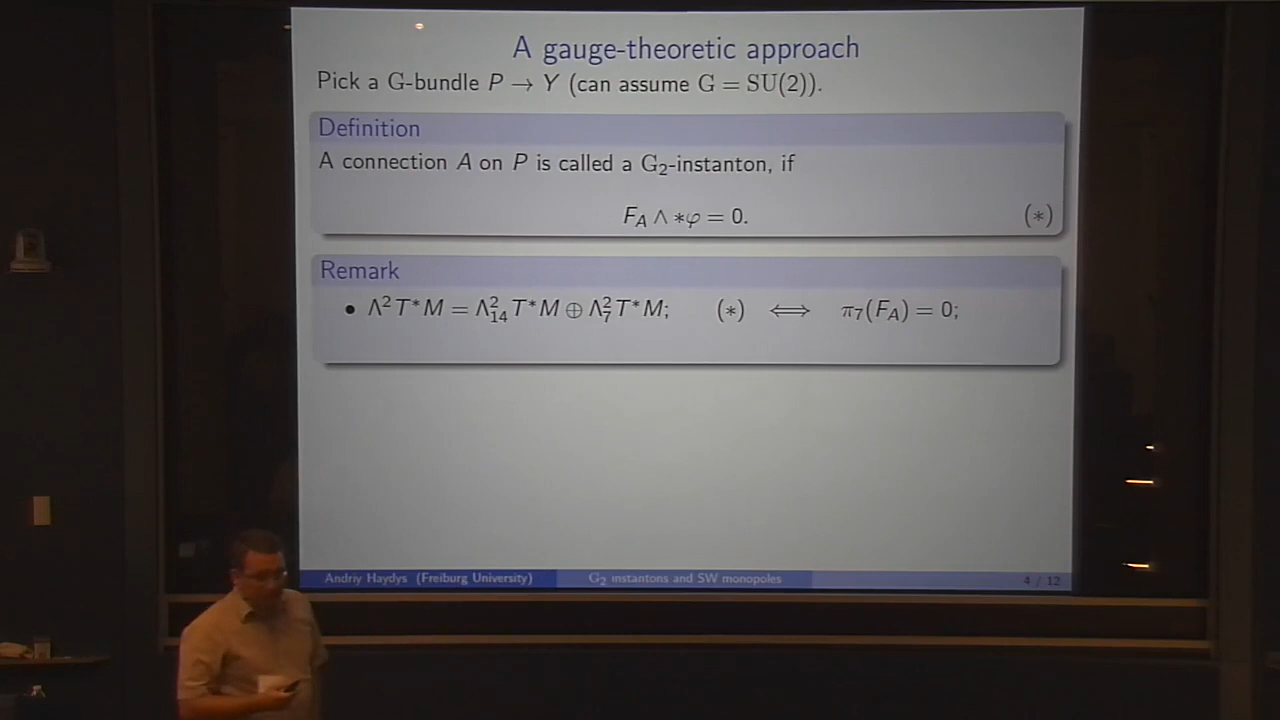 A gauge-theoretic approach
Pick a G-bundle P → Y (can assume G = SU(2)).
Definition
A connection A on P is called a G₂-instanton, if
F_A ∧ *φ = 0. (*)
Remark
• Λ²T*M = Λ²₁₄T*M ⊕ Λ²₇T*M; (*) ⟺ π₇(F_A) = 0;
Andriy Haydys (Freiburg University) G₂ instantons and SW monopoles 4 / 12